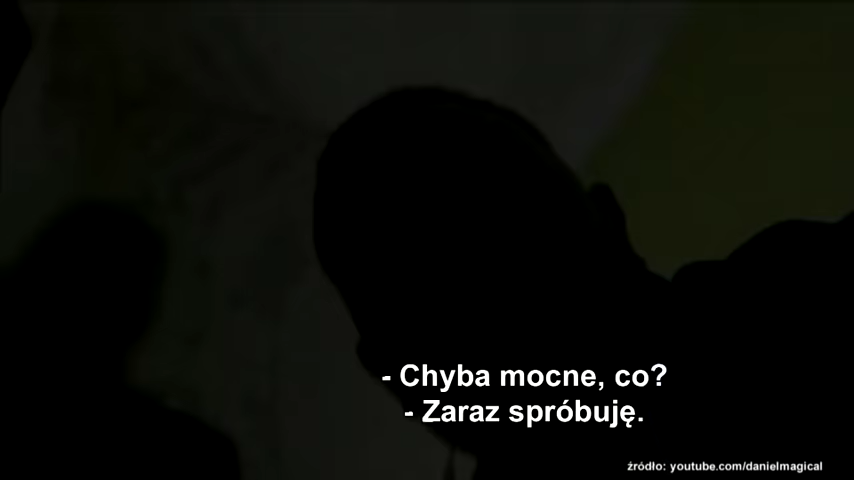 - Chyba mocne, co?
- Zaraz spróbuję.
źródło: youtube.com/danielmagical